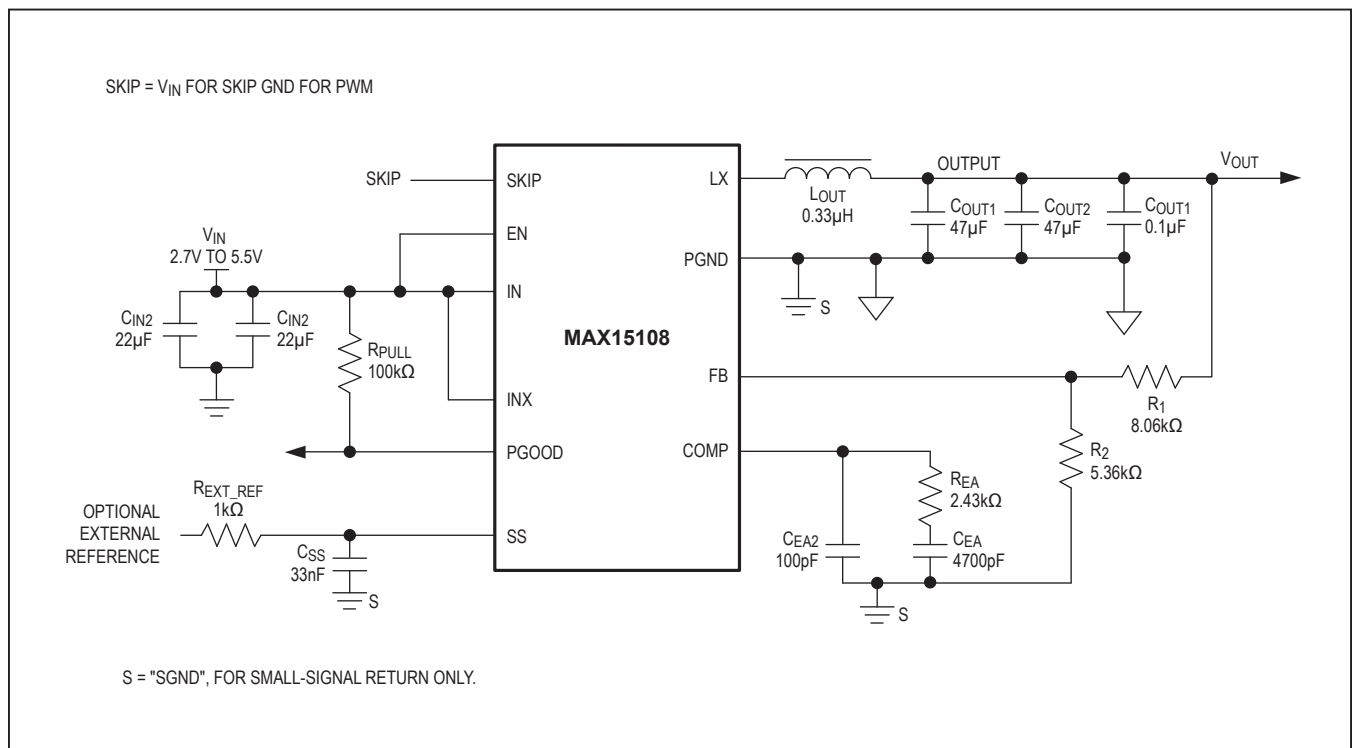 SKIP = VIN FOR SKIP GND FOR PWM
SKIP
SKIP
LX
LOUT
0.33µH
OUTPUT
VOUT
COUT1
47µF
COUT2
47µF
COUT1
0.1µF
EN
VIN
2.7V TO 5.5V
PGND
S
IN
CIN2
22µF
CIN2
22µF
RPULL
100kΩ
MAX15108
INX
FB
R1
8.06kΩ
PGOOD
COMP
R2
5.36kΩ
REA
2.43kΩ
REXT_REF
1kΩ
OPTIONAL
EXTERNAL
REFERENCE
SS
CSS
33nF
S
CEA2
100pF
CEA
4700pF
S
S = "SGND", FOR SMALL-SIGNAL RETURN ONLY.